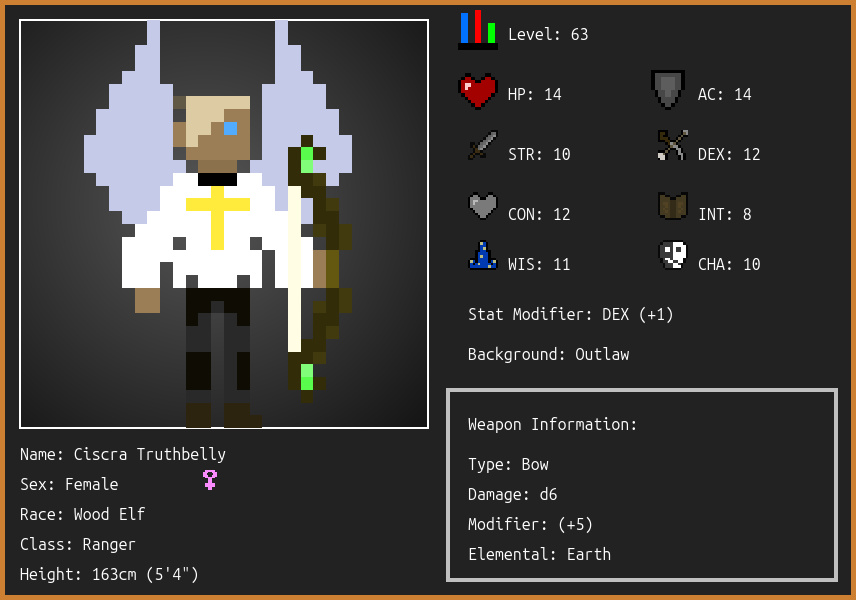 Level: 63
HP: 14
AC: 14
STR: 10
DEX: 12
CON: 12
INT: 8
WIS: 11
CHA: 10
Stat Modifier: DEX (+1)
Background: Outlaw
Weapon Information:
Type: Bow
Damage: d6
Modifier: (+5)
Elemental: Earth
Name: Ciscra Truthbelly
Sex: Female
Race: Wood Elf
Class: Ranger
Height: 163cm (5'4")